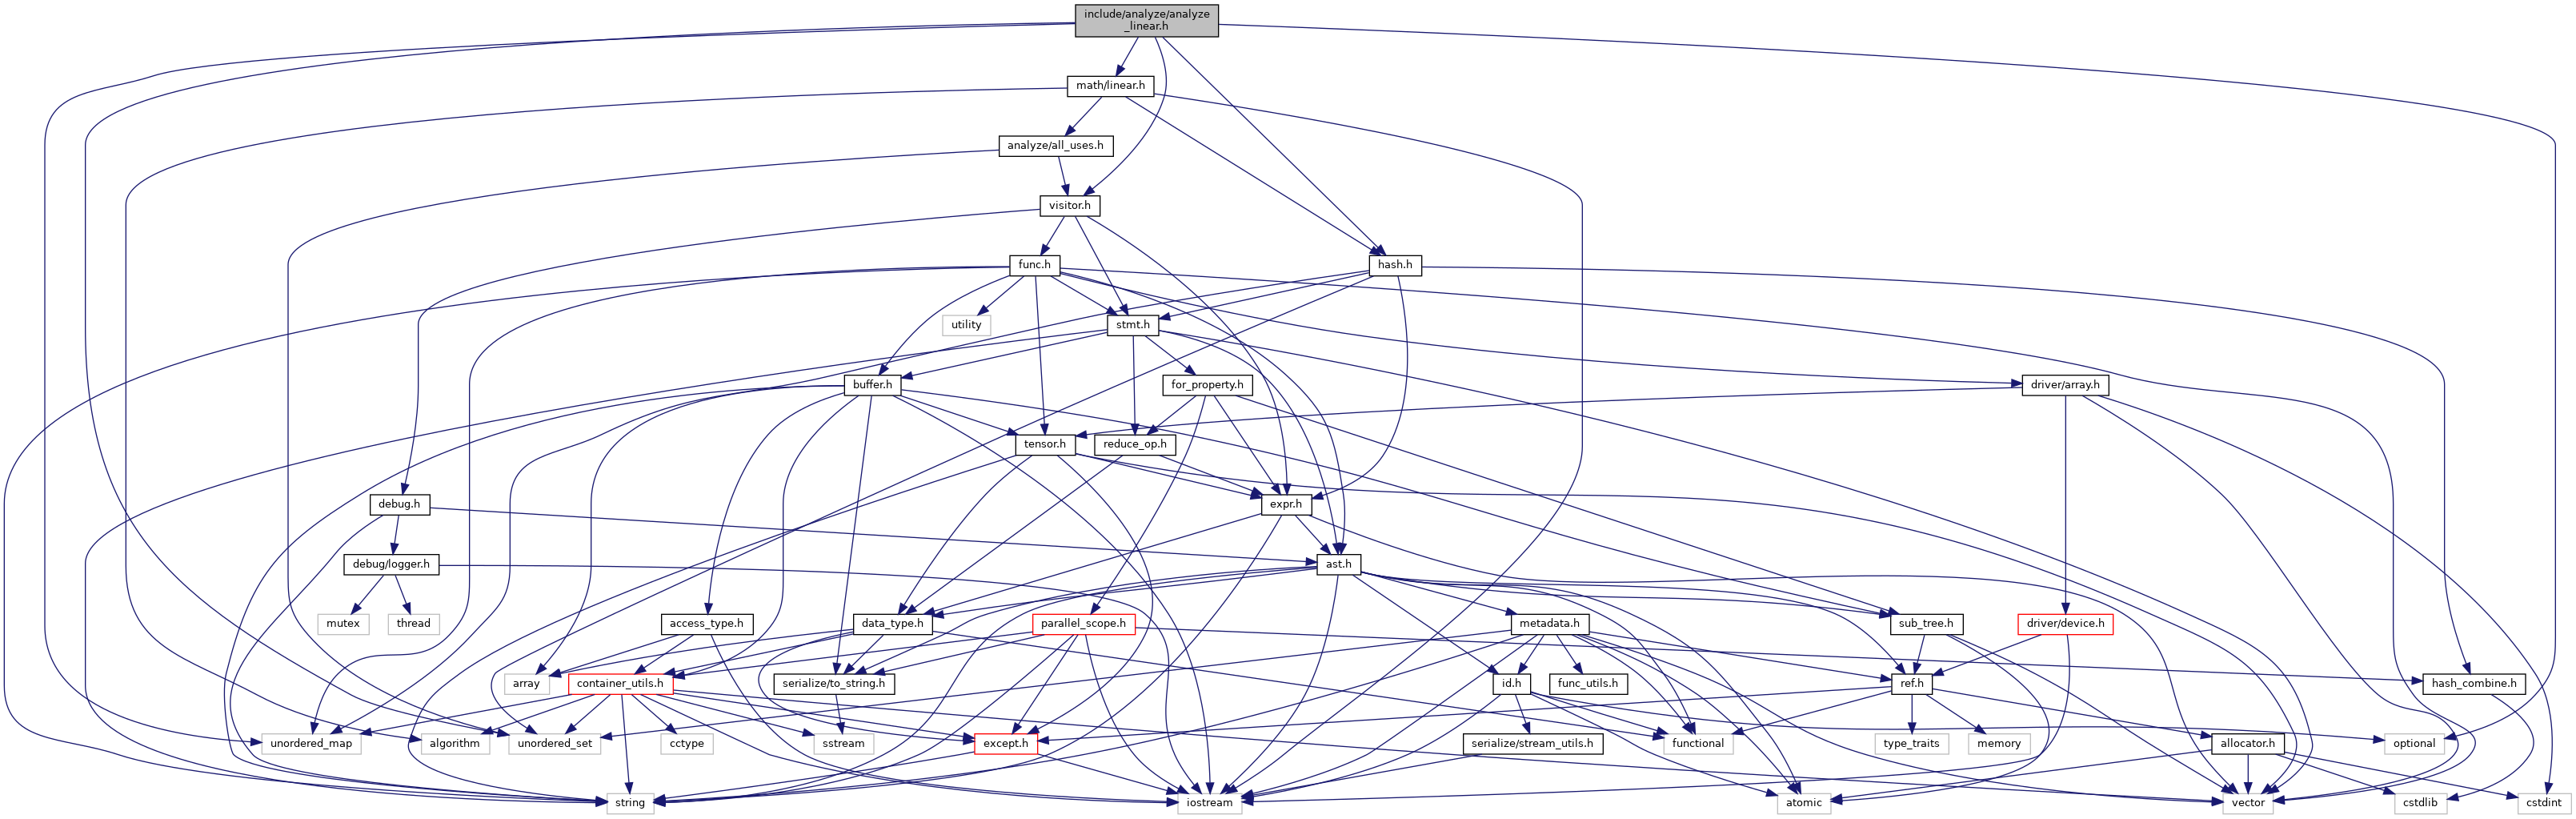 include/analyze/analyze
_linear.h
math/linear.h
analyze/all_uses.h
visitor.h
func.h
hash.h
utility
stmt.h
buffer.h
for_property.h
driver/array.h
tensor.h
reduce_op.h
debug.h
expr.h
debug/logger.h
ast.h
mutex
thread
access_type.h
data_type.h
parallel_scope.h
metadata.h
sub_tree.h
driver/device.h
array
container_utils.h
serialize/to_string.h
id.h
func_utils.h
ref.h
hash_combine.h
unordered_map
algorithm
unordered_set
cctype
sstream
except.h
serialize/stream_utils.h
functional
type_traits
memory
allocator.h
optional
string
iostream
atomic
vector
cstdlib
cstdint